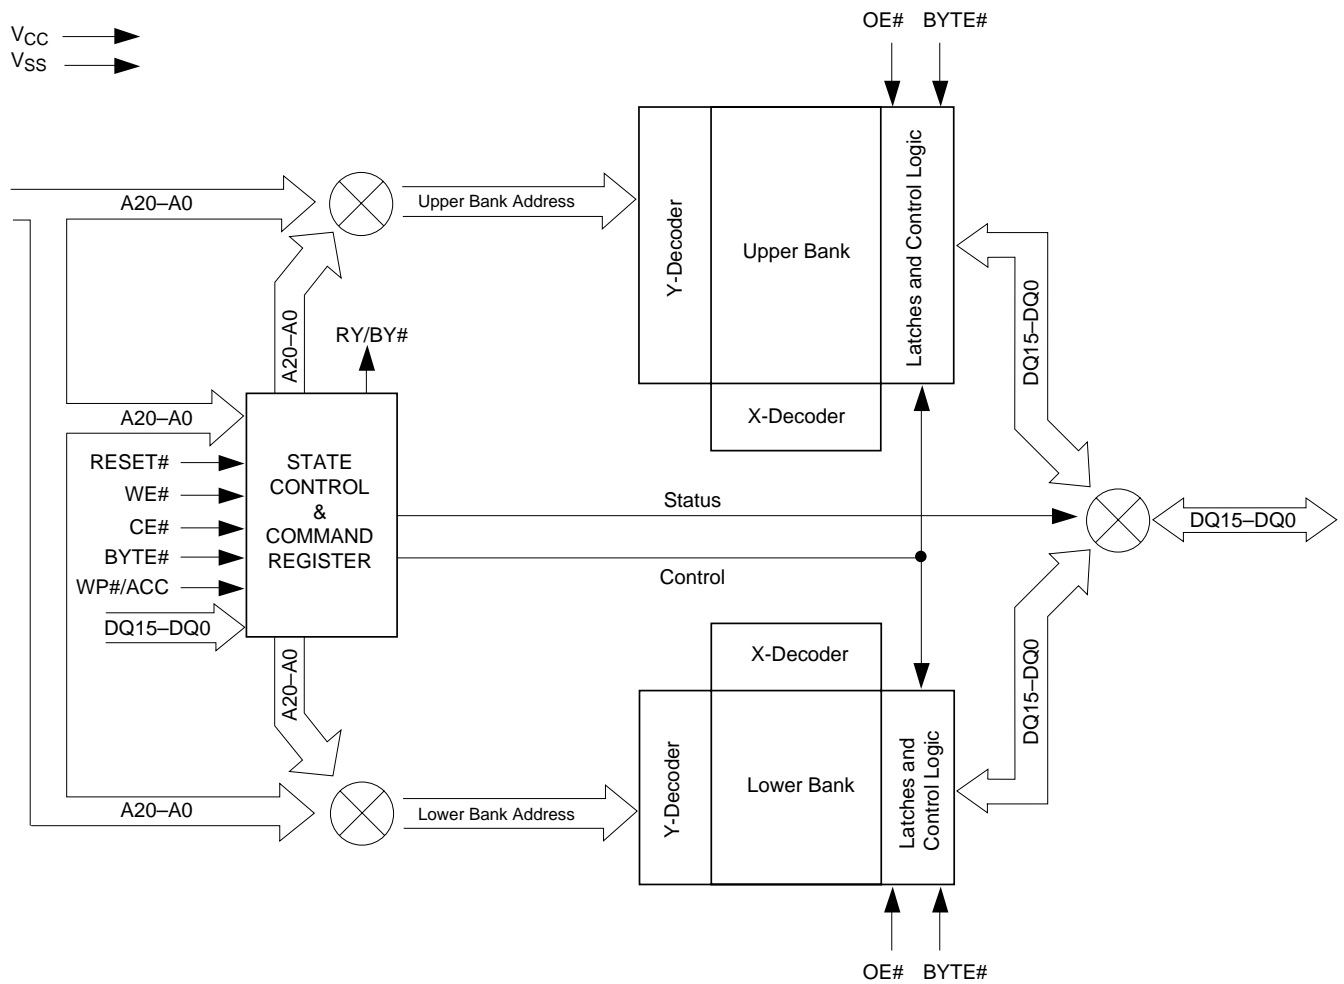 VCC
VSS
OE# BYTE#
A20–A0
Upper Bank Address
Y-Decoder
Upper Bank
Latches and Control Logic
X-Decoder
DQ15–DQ0
A20–A0
RY/BY#
A20–A0
RESET#
WE#
CE#
BYTE#
WP#/ACC
DQ15–DQ0
STATE
CONTROL
&
COMMAND
REGISTER
Status
Control
DQ15–DQ0
A20–A0
X-Decoder
Y-Decoder
Lower Bank
Latches and
Control Logic
DQ15–DQ0
A20–A0
Lower Bank Address
OE# BYTE#